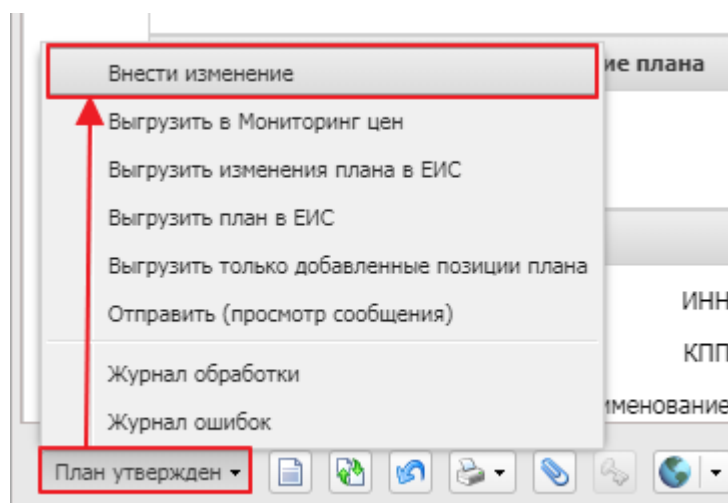 ие плана
Внести изменение
Выгрузить в Мониторинг цен
Выгрузить изменения плана в ЕИС
Выгрузить план в ЕИС
Выгрузить только добавленные позиции плана
Отправить (просмотр сообщения)
ИНН
КПП
Журнал обработки
именование
Журнал ошибок
План утвержден